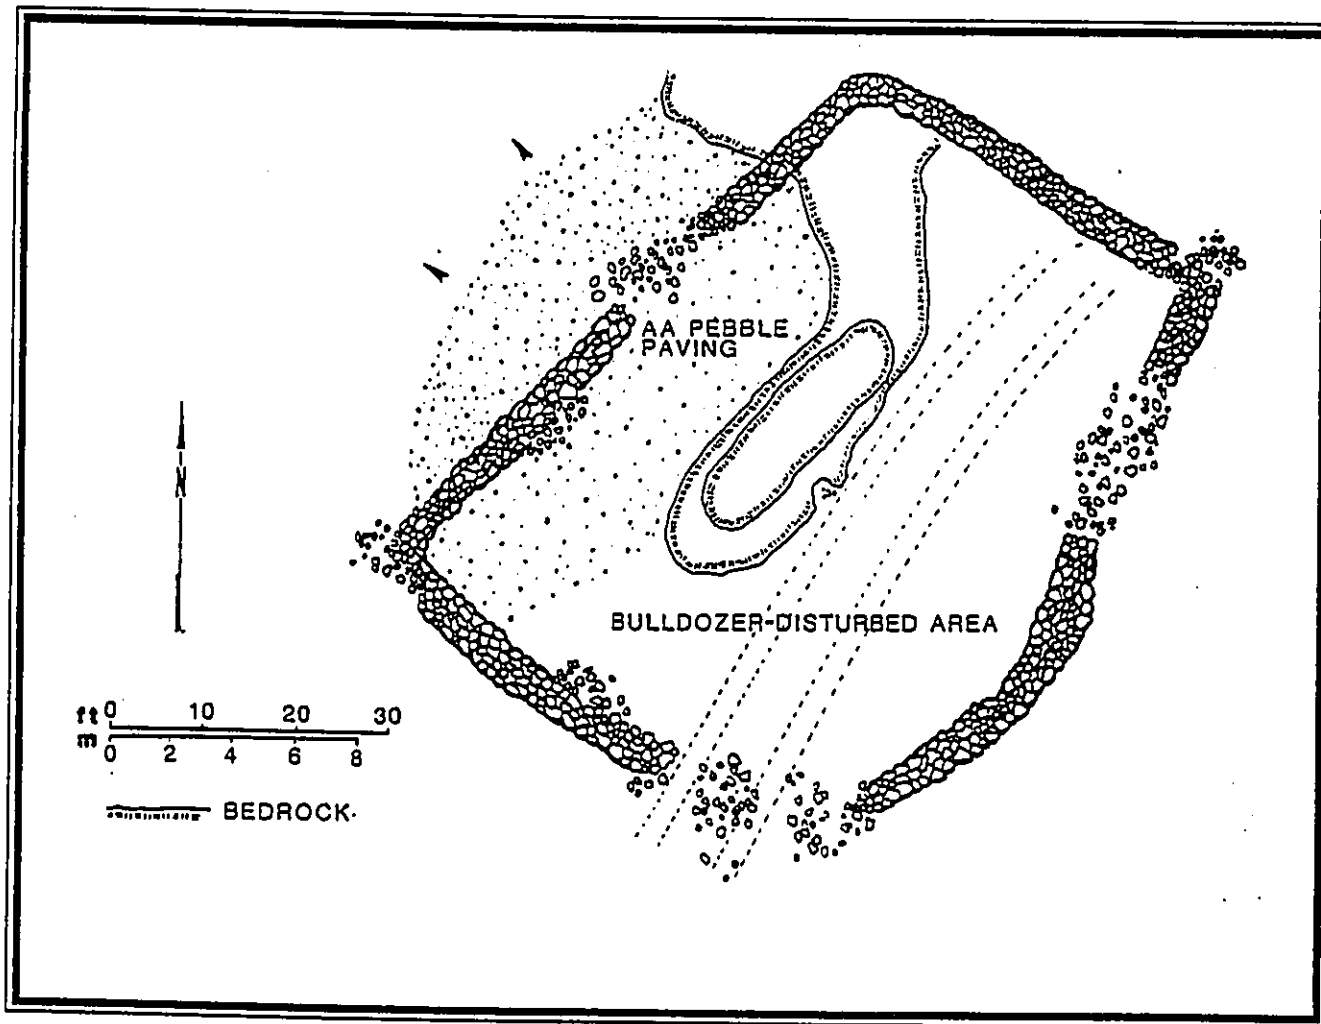 AA PEBBLE
PAVING
N
BULLDOZER-DISTURBED AREA
ft 0 10 20 30
m 0 2 4 6 8
BEDROCK